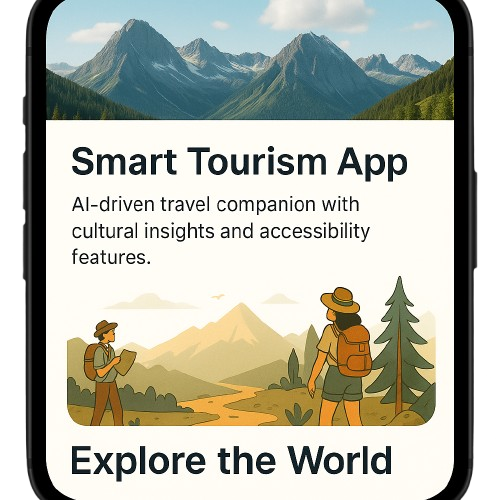 Smart Tourism App
AI-driven travel companion with
cultural insights and accessibility
features.
Explore the World